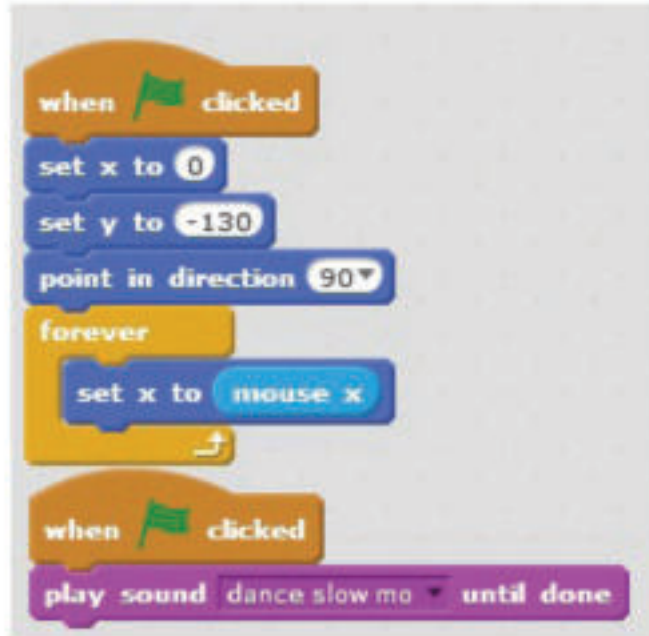 when clicked
set x to 0
set y to -130
point in direction 90
forever
set x to mouse x
when clicked
play sound dance slow mo until done